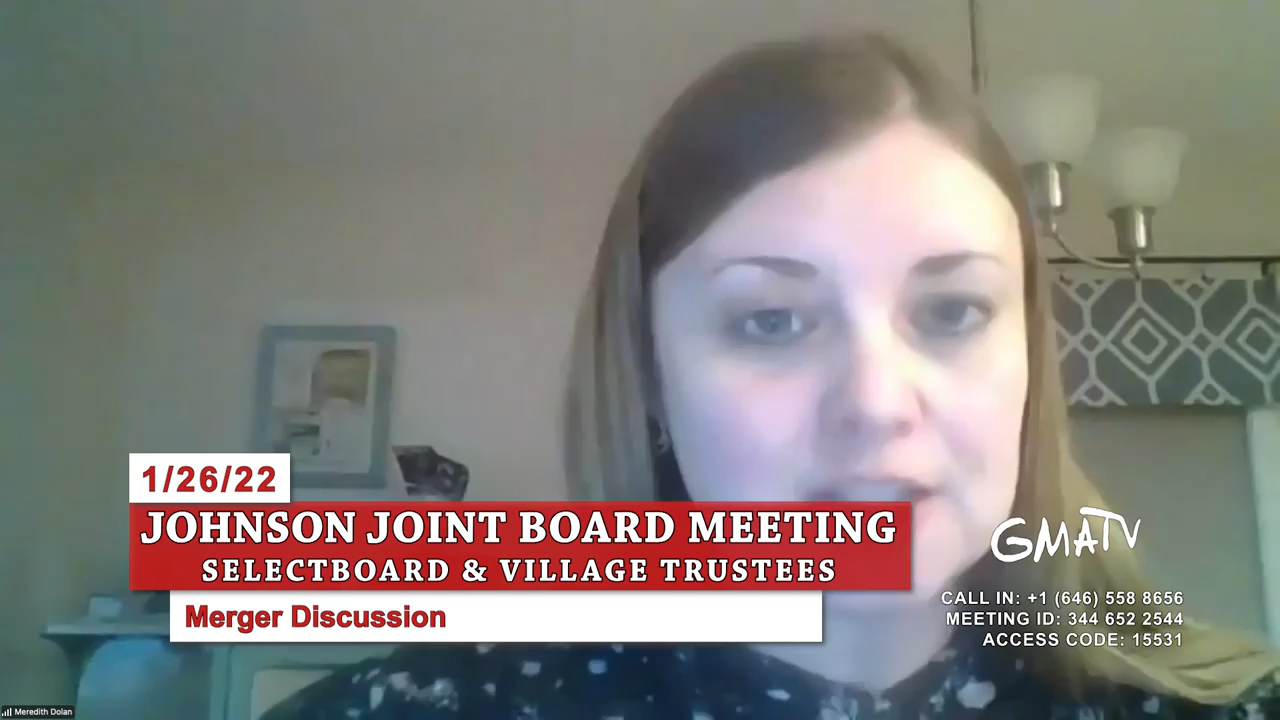 1/26/22
JOHNSON JOINT BOARD MEETING
SELECTBOARD & VILLAGE TRUSTEES
Merger Discussion
GMATV
CALL IN: +1 (646) 558 8656
MEETING ID: 344 652 2544
ACCESS CODE: 15531
Meredith Dolan